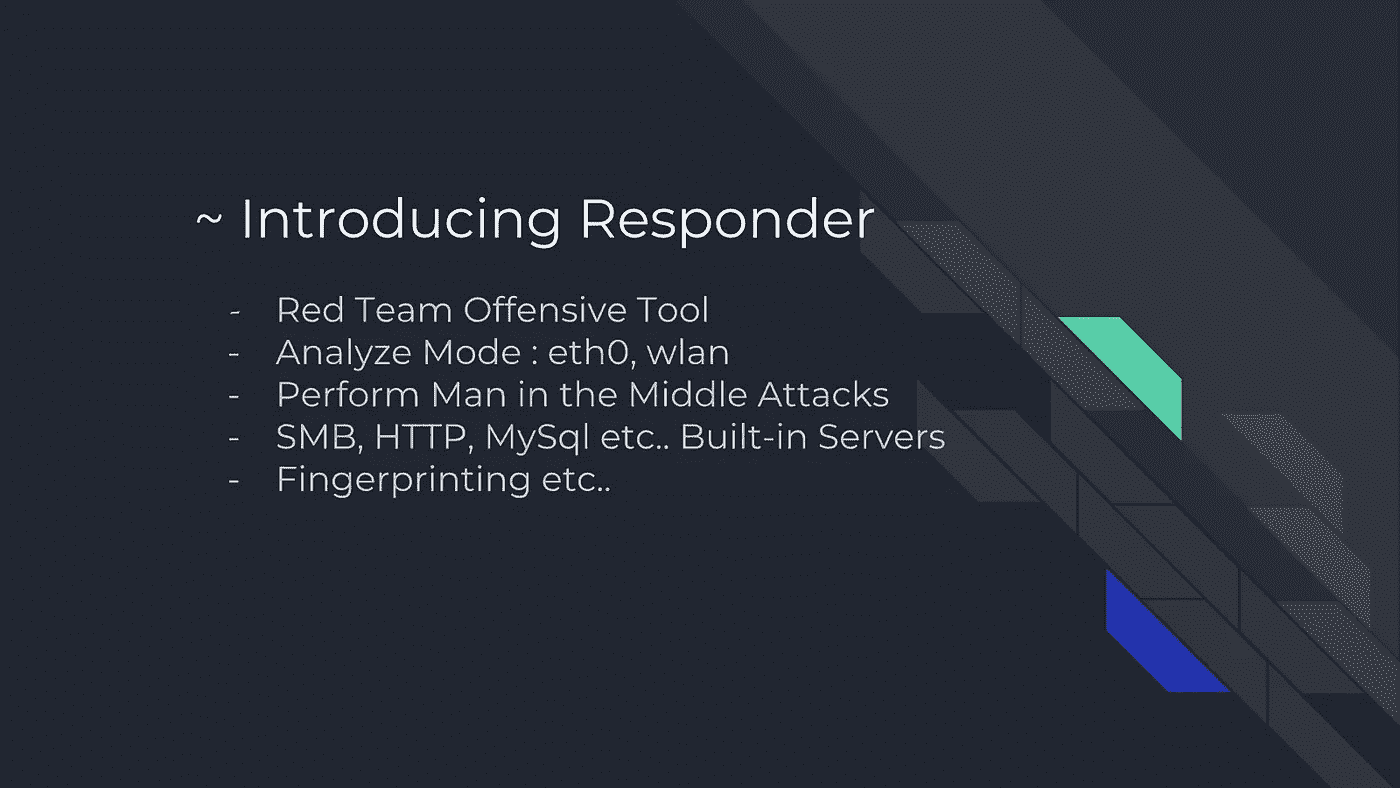 ~ Introducing Responder
- Red Team Offensive Tool
- Analyze Mode : eth0, wlan
- Perform Man in the Middle Attacks
- SMB, HTTP, MySql etc.. Built-in Servers
- Fingerprinting etc..